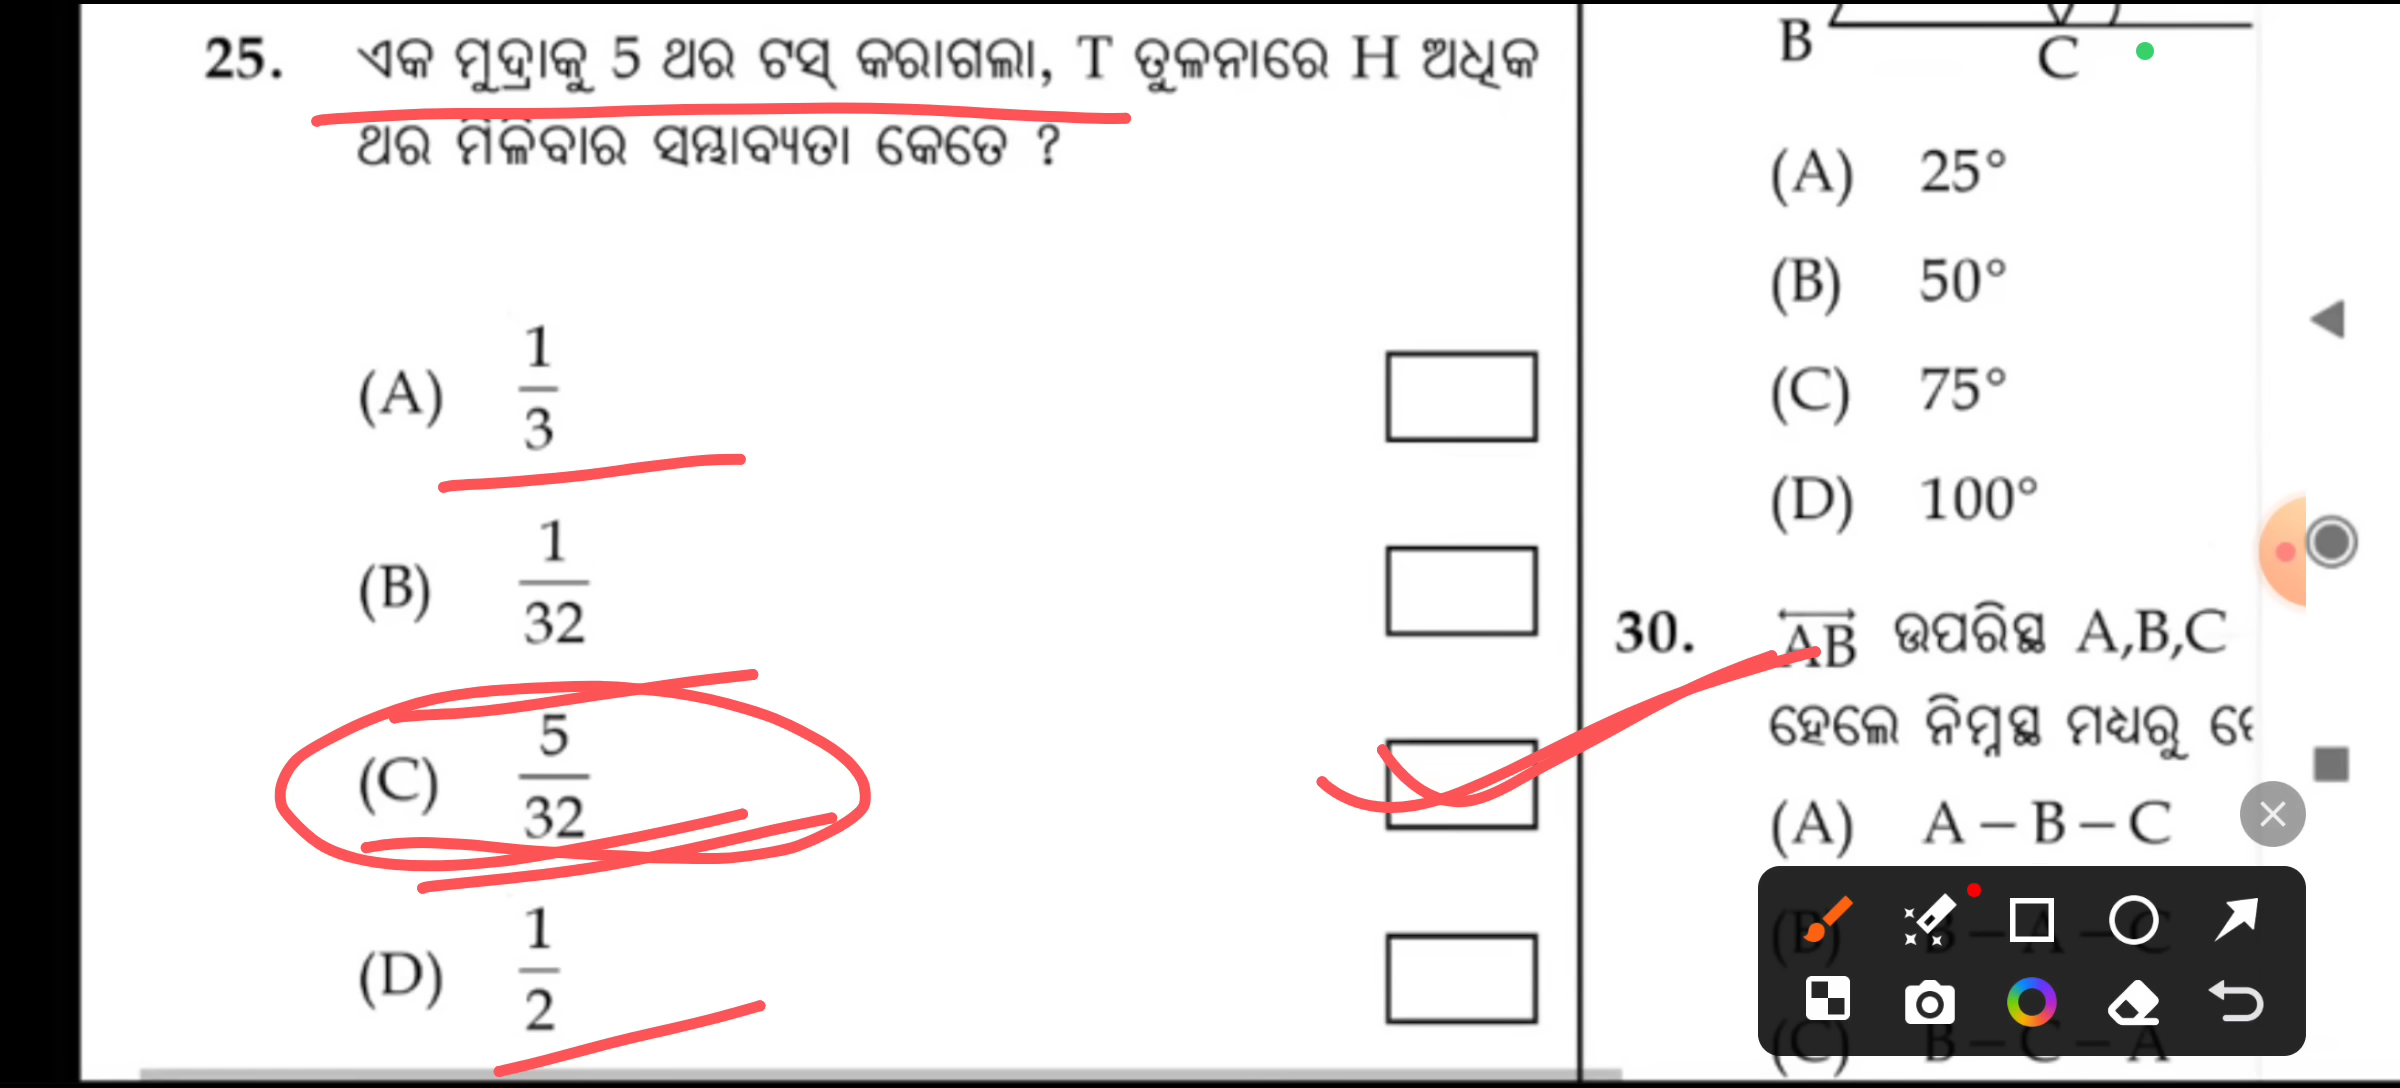 25. ଏକ ମୁଦ୍ରାକୁ 5 ଥର ଟସ୍ କରାଗଲା, T ତୁଳନାରେ H ଅଧିକ
ଥର ମିଳିବାର ସମ୍ଭାବ୍ୟତା କେତେ ?
(A) 1/3
(B) 1/32
(C) 5/32
(D) 1/2
B
C
(A) 25°
(B) 50°
(C) 75°
(D) 100°
30. AB ଉପରିସ୍ଥ A,B,C
ହେଲେ ନିମ୍ନସ୍ଥ ମଧ୍ୟରୁ
(A) A – B – C
(B) B – A – C
(C) B – C – A